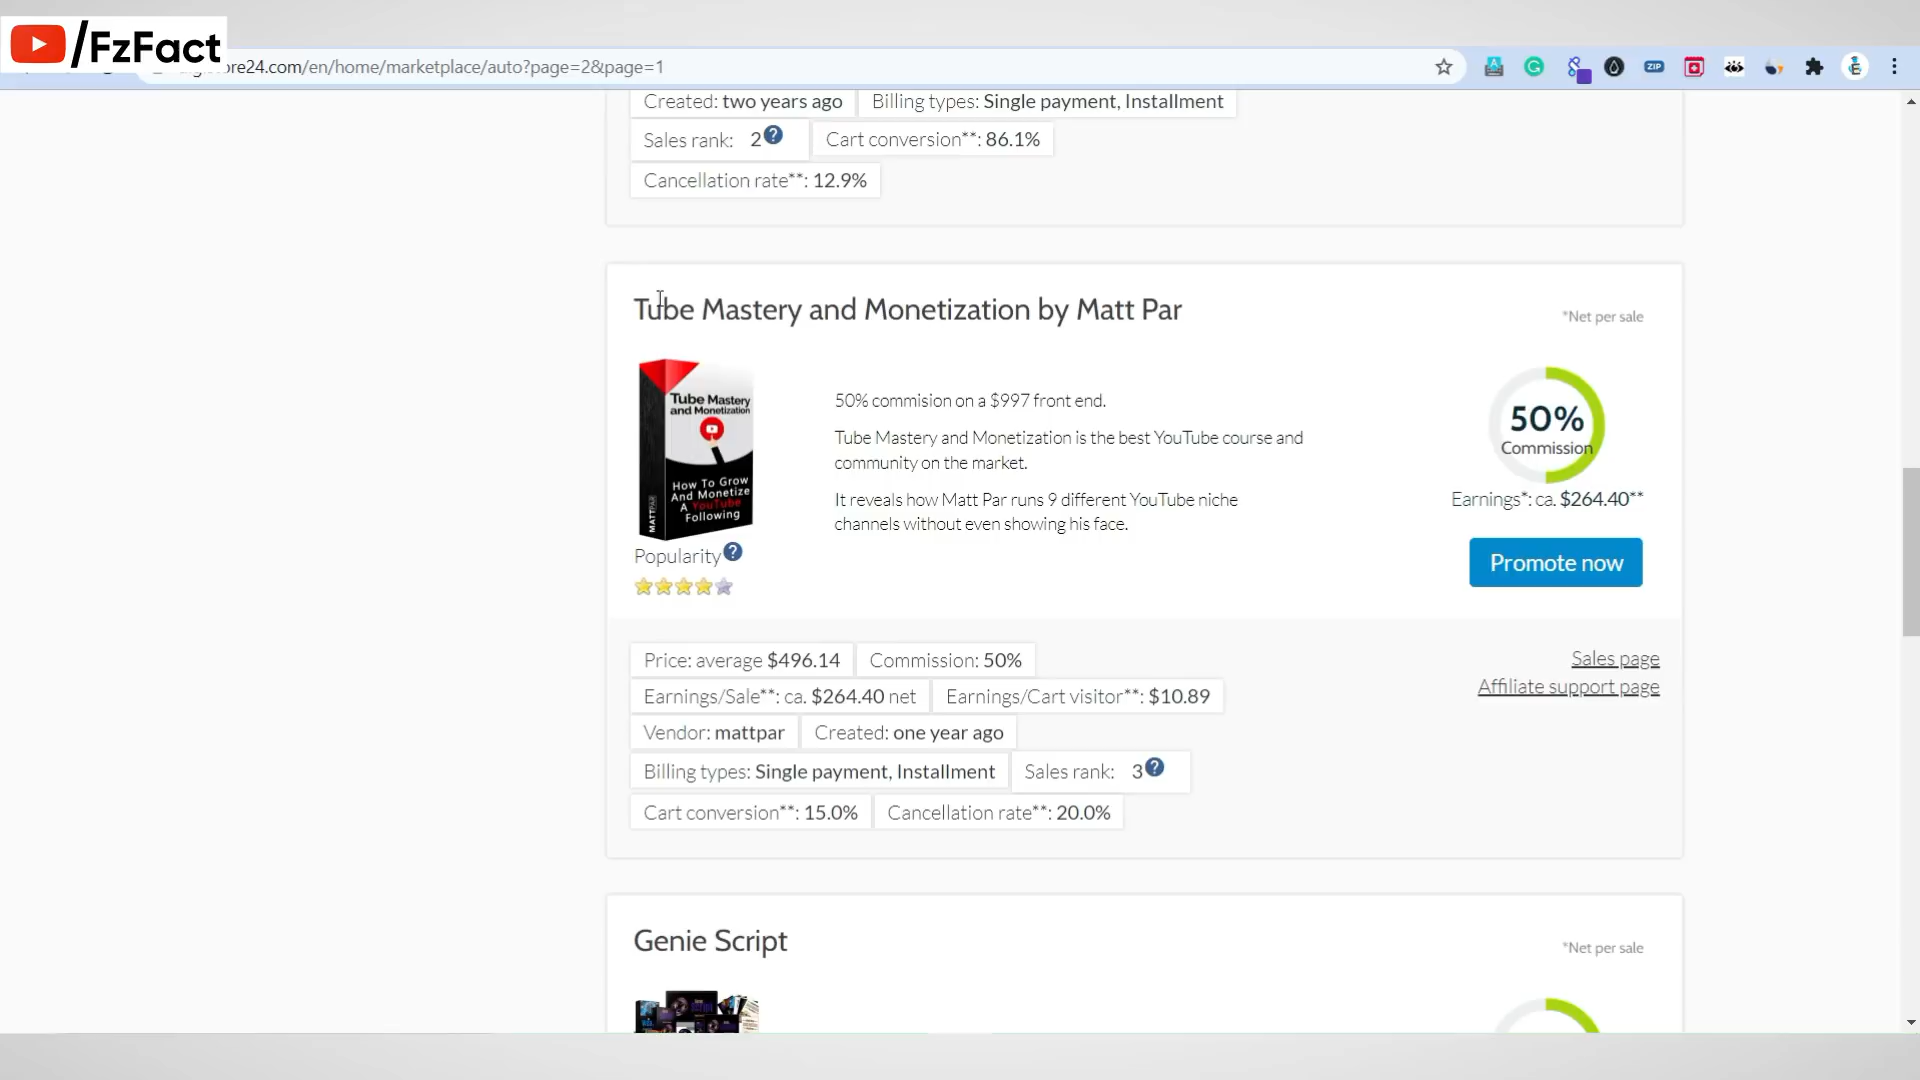 /FzFact
re24.com/en/home/marketplace/auto?page=2&page=1
ZIP
Created: two years ago
Billing types: Single payment, Installment
Sales rank: 2
Cart conversion**: 86.1%
Cancellation rate**: 12.9%
Tube Mastery and Monetization by Matt Par
*Net per sale
Tube Mastery
and Monetization
How To Grow
And Monetize
A YouTube
Following
MATT PAR
50% commision on a $997 front end.
Tube Mastery and Monetization is the best YouTube course and
community on the market.
It reveals how Matt Par runs 9 different YouTube niche
channels without even showing his face.
50%
Commission
Earnings*: ca. $264.40**
Promote now
Popularity
Price: average $496.14
Commission: 50%
Earnings/Sale**: ca. $264.40 net
Earnings/Cart visitor**: $10.89
Vendor: mattpar
Created: one year ago
Billing types: Single payment, Installment
Sales rank: 3
Cart conversion**: 15.0%
Cancellation rate**: 20.0%
Sales page
Affiliate support page
Genie Script
*Net per sale